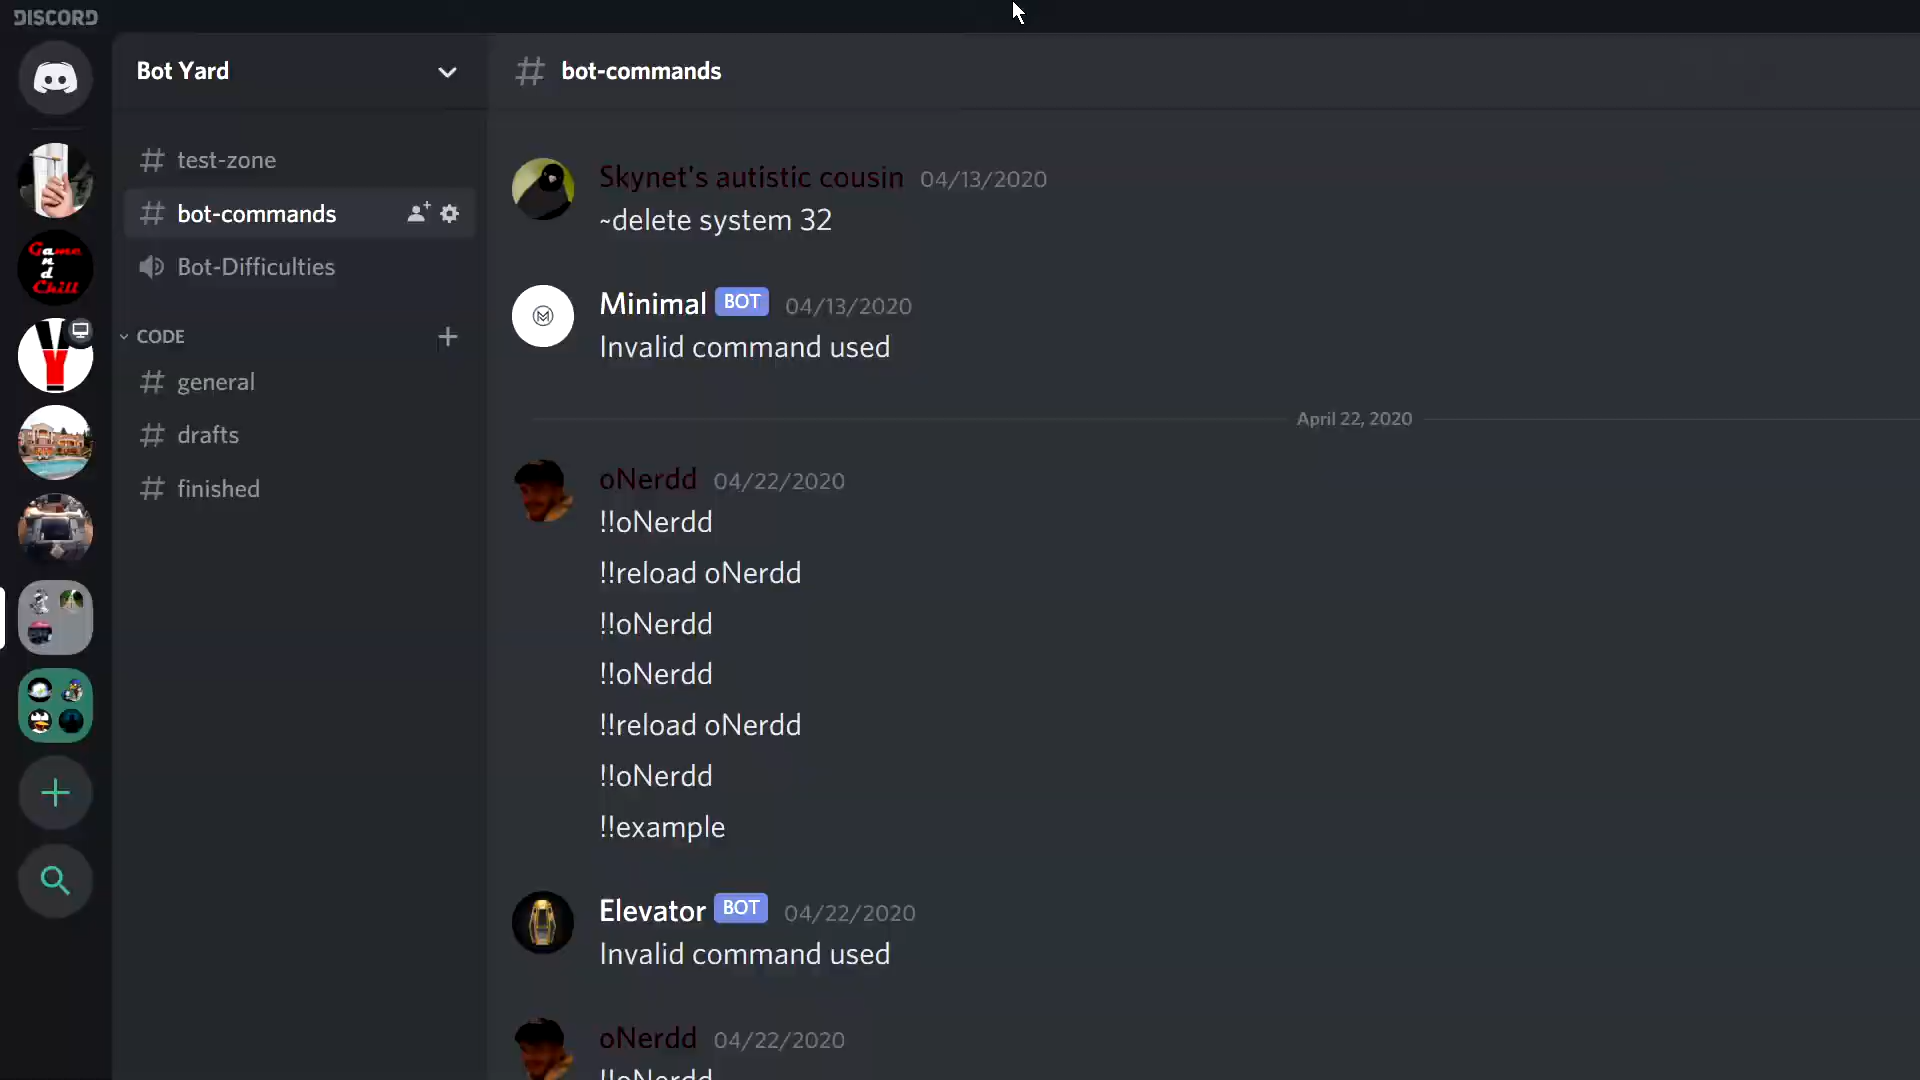 DISCORD
Bot Yard
# bot-commands
# test-zone
# bot-commands
Bot-Difficulties
CODE
# general
# drafts
# finished
Game
n
d
Chill
Y
Skynet's autistic cousin 04/13/2020
~delete system 32
Minimal BOT 04/13/2020
Invalid command used
April 22, 2020
oNerdd 04/22/2020
!!oNerdd
!!reload oNerdd
!!oNerdd
!!oNerdd
!!reload oNerdd
!!oNerdd
!!example
Elevator BOT 04/22/2020
Invalid command used
oNerdd 04/22/2020
!!oNerdd